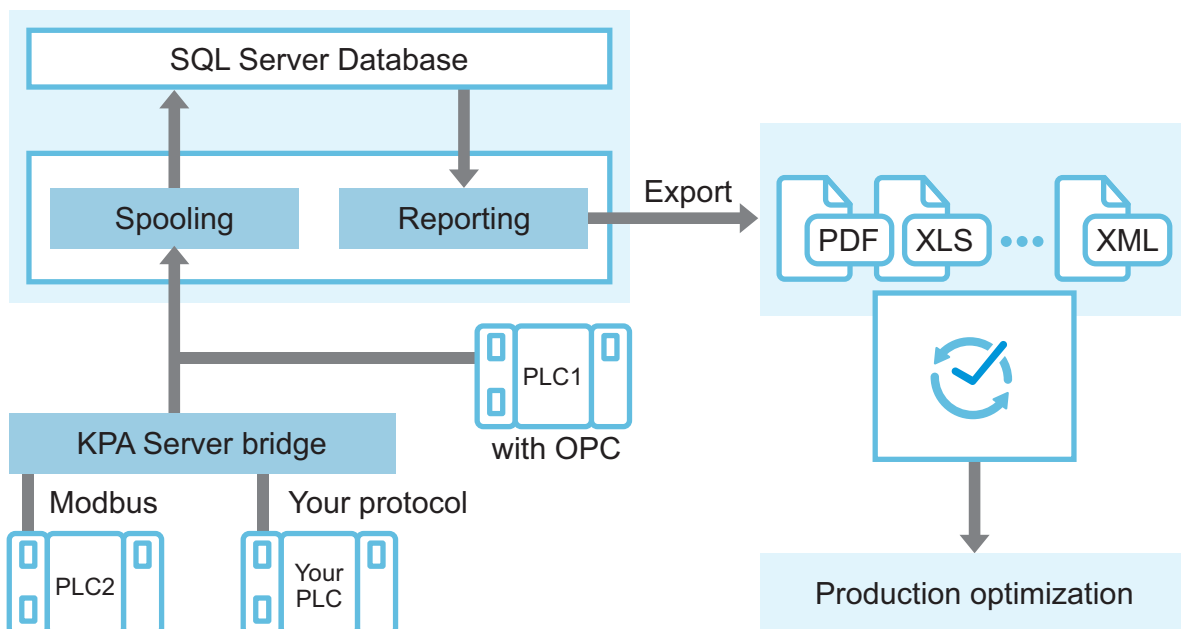 SQL Server Database
Spooling
Reporting
Export
PDF
XLS
XML
PLC1
with OPC
KPA Server bridge
Modbus
Your protocol
PLC2
Your
PLC
Production optimization